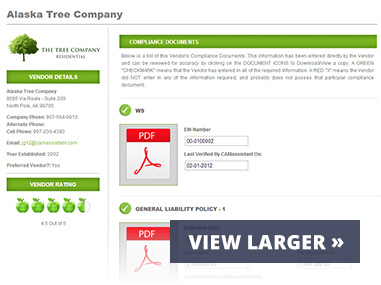 Alaska Tree Company
THE TREE COMPANY
RESIDENTIAL
VENDOR DETAILS
Alaska Tree Company
8695 Via Reale - Suite 209
North Pole, AK 99705
Company Phone: 907-564-0013
Alternate Phone:
Cell Phone: 907-230-4390
Email: jg12@camassistant.com
Year Established: 2002
Preferred Vendor?: Yes
VENDOR RATING
4.5 Out of 5
COMPLIANCE DOCUMENTS
Below is a list of this Vendor's Compliance Documents. This information has been entered directly by the Vendor
and can be reviewed for accuracy by clicking on the DOCUMENT ICONS to Download/View a copy. A GREEN
"CHECKMARK" means that the Vendor has entered in all of the required information. A RED "X" means the Vendor
did NOT enter in any of the information required, and probably does not possess that particular compliance
document.
W9
PDF
EIN Number
00-0100802
Last Verified By CAMassistant On:
02-01-2012
GENERAL LIABILITY POLICY - 1
PDF
VIEW LARGER »